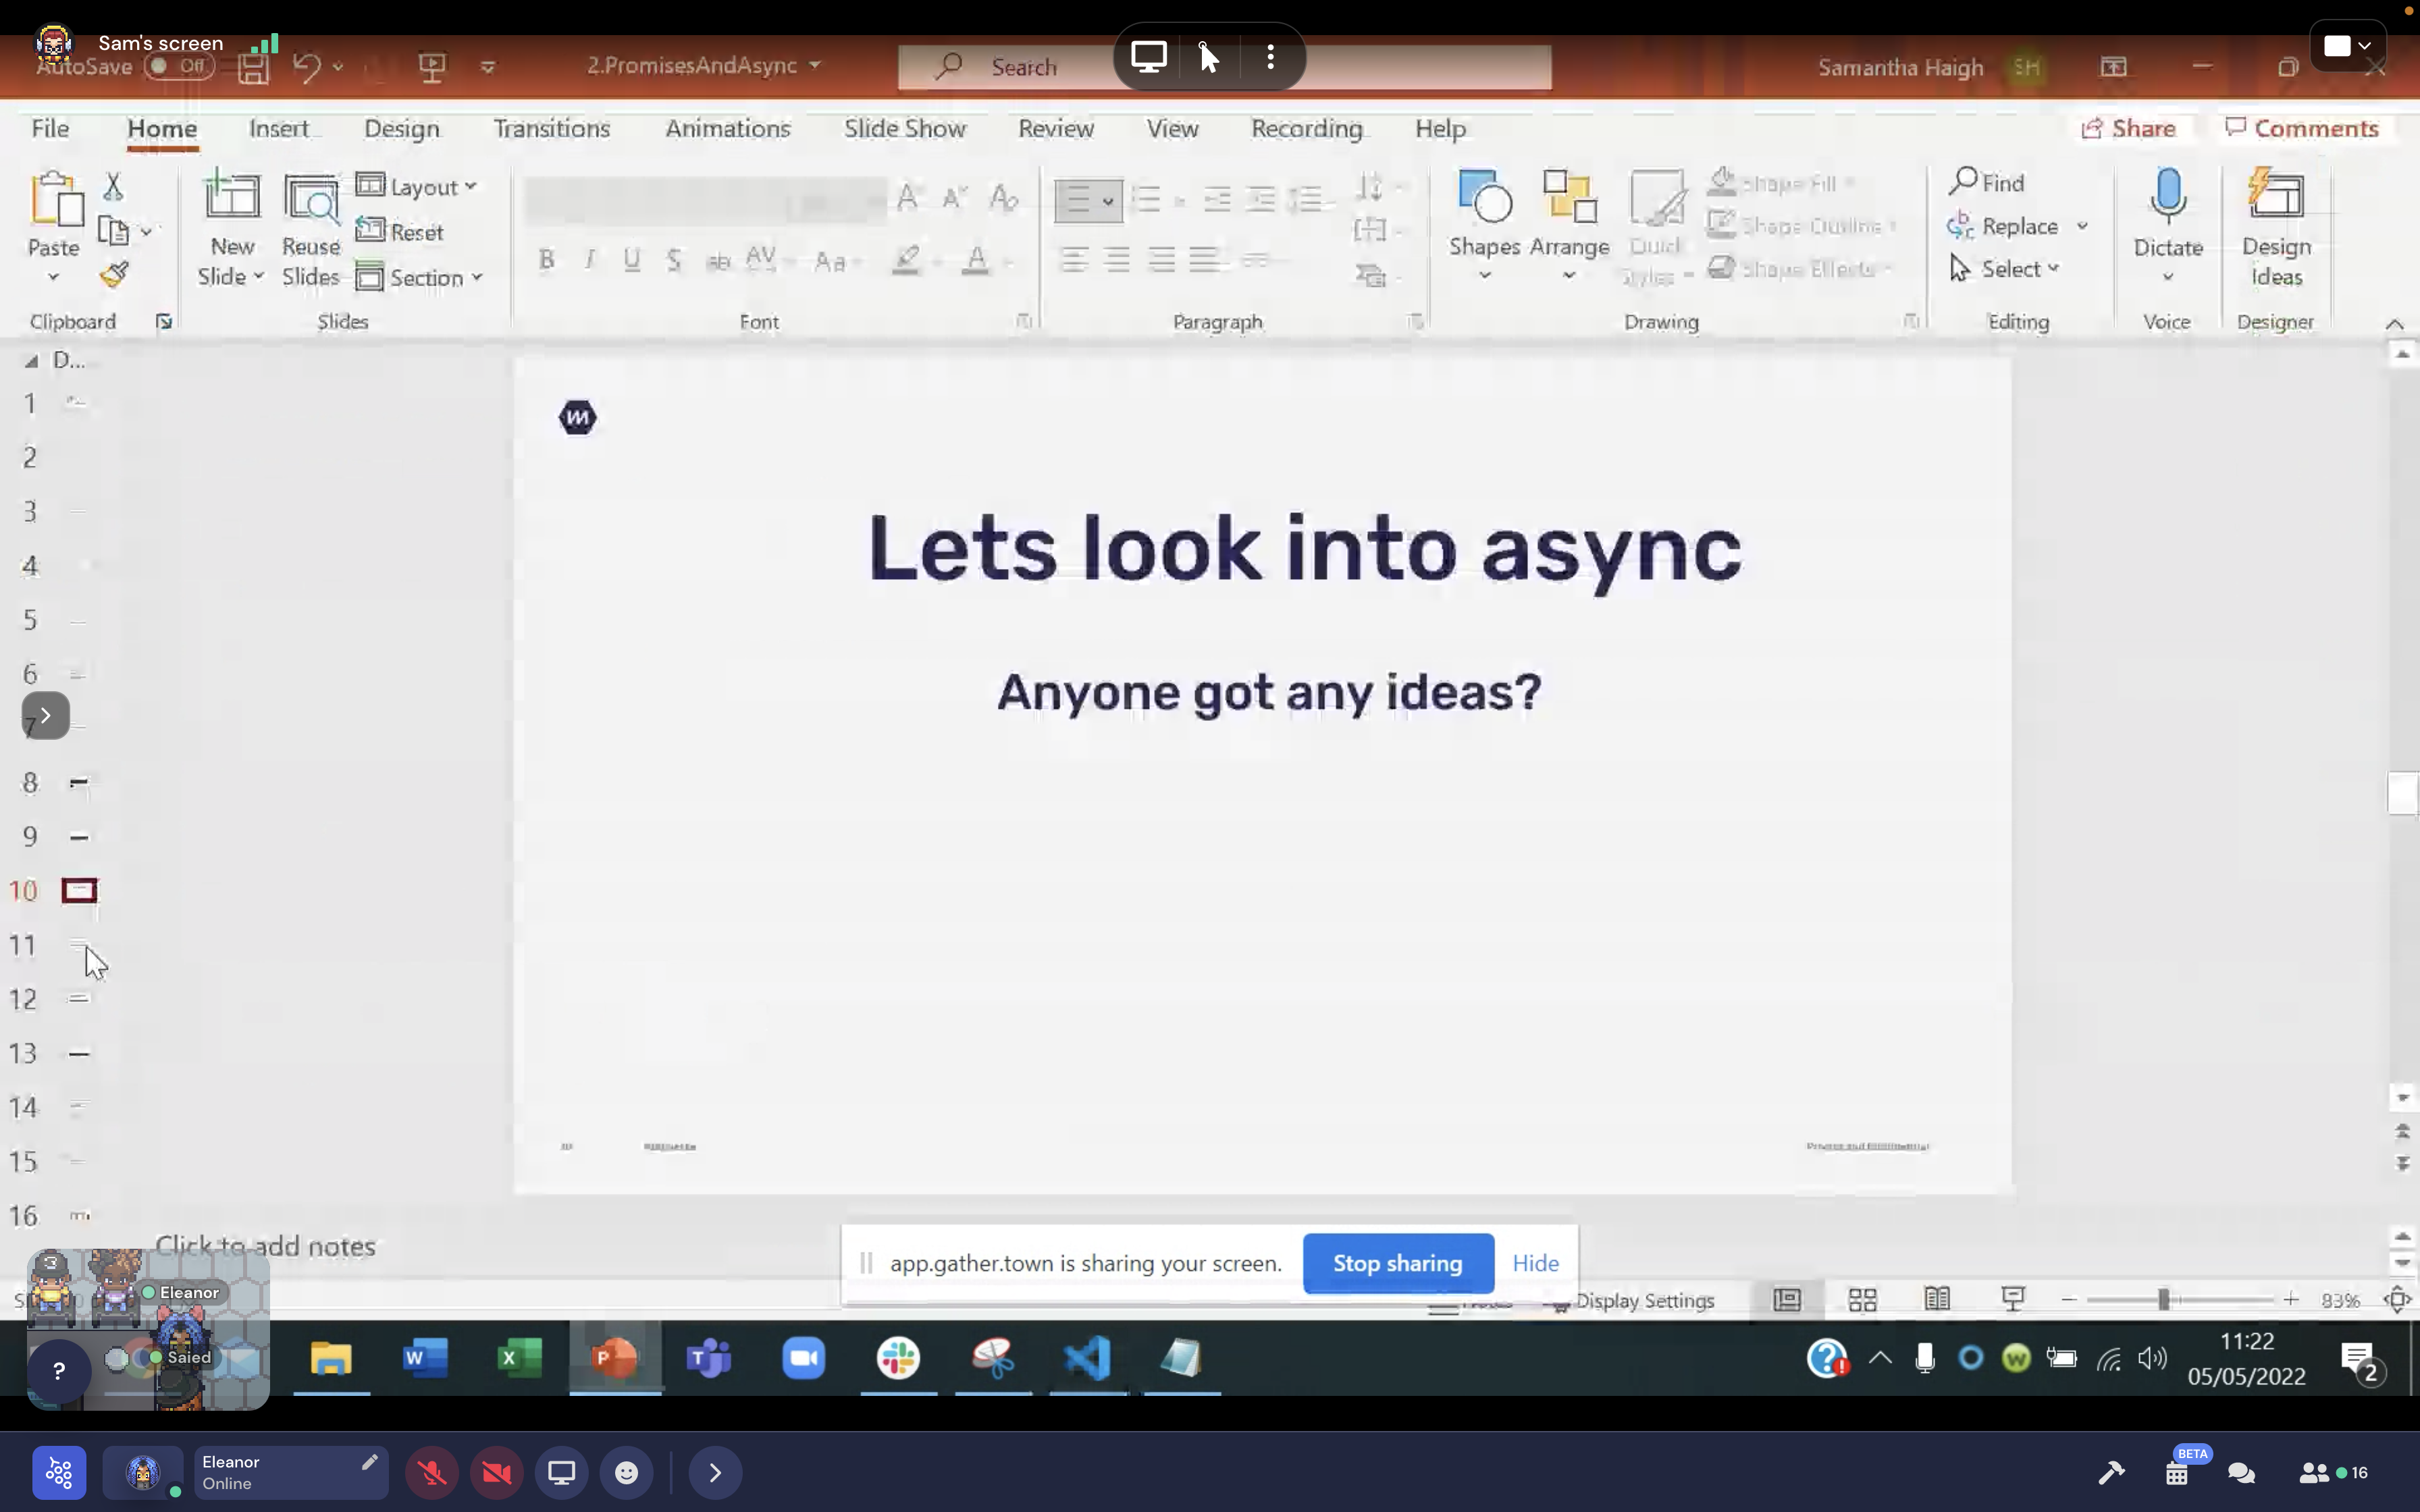 Sam's screen
AutoSave Off
2.PromisesAndAsync
Search
Samantha Haigh SH
File Home Insert Design Transitions Animations Slide Show Review View Recording Help Share Comments
Paste
New Slide
Reuse Slides
Layout
Reset
Section
B I U S ab AV Aa A
Shapes Arrange Quick Styles
Shape Fill
Shape Outline
Shape Effects
Find
Replace
Select
Dictate
Design Ideas
Clipboard Slides Font Paragraph Drawing Editing Voice Designer
D...
1
2
3
4
5
6
7
8
9
10
11
12
13
14
15
16
Lets look into async
Anyone got any ideas?
Click to add notes
app.gather.town is sharing your screen. Stop sharing Hide
Display Settings
83%
Eleanor
Saied
?
11:22
05/05/2022
2
Eleanor
Online
BETA
16